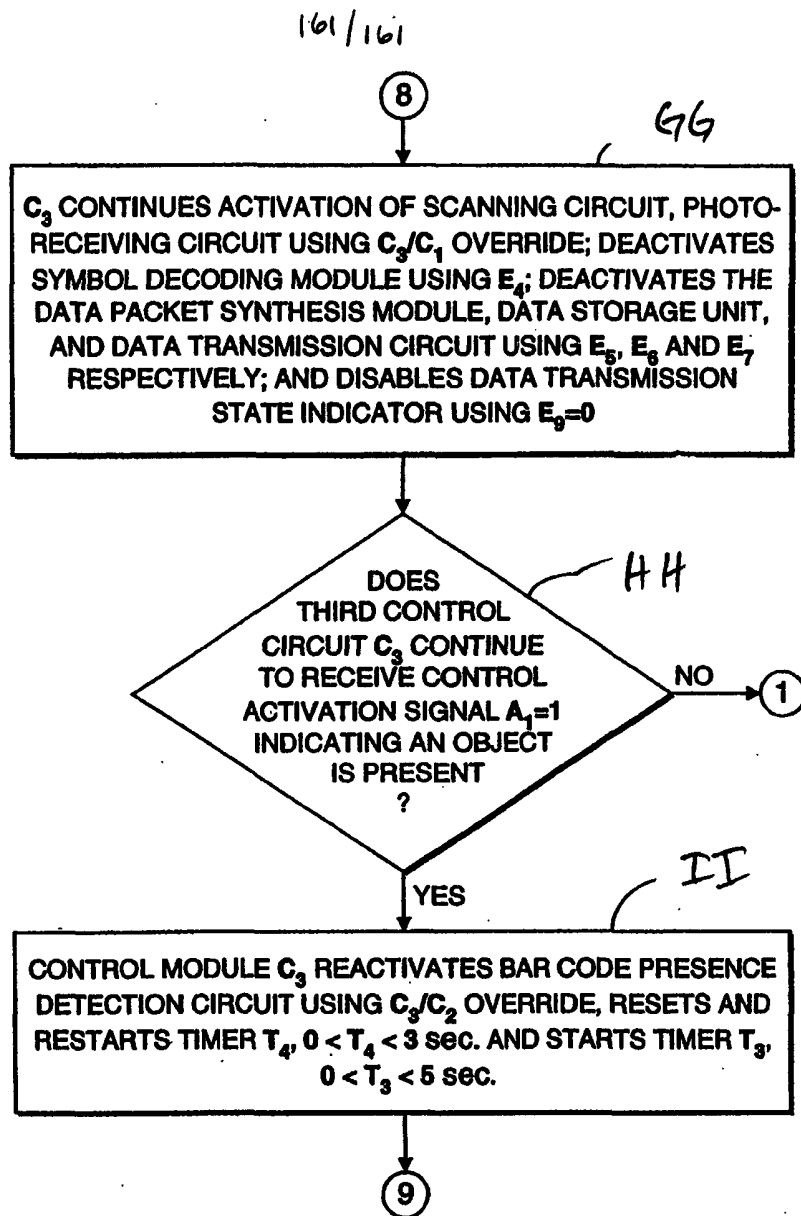 161/161
8
GG
C₃ CONTINUES ACTIVATION OF SCANNING CIRCUIT, PHOTO-
RECEIVING CIRCUIT USING C₃/C₁ OVERRIDE; DEACTIVATES
SYMBOL DECODING MODULE USING E₄; DEACTIVATES THE
DATA PACKET SYNTHESIS MODULE, DATA STORAGE UNIT,
AND DATA TRANSMISSION CIRCUIT USING E₅, E₆ AND E₇
RESPECTIVELY; AND DISABLES DATA TRANSMISSION
STATE INDICATOR USING E₉=0
HH
DOES
THIRD CONTROL
CIRCUIT C₃ CONTINUE
TO RECEIVE CONTROL
ACTIVATION SIGNAL A₁=1
INDICATING AN OBJECT
IS PRESENT
?
NO
1
YES
II
CONTROL MODULE C₃ REACTIVATES BAR CODE PRESENCE
DETECTION CIRCUIT USING C₃/C₂ OVERRIDE, RESETS AND
RESTARTS TIMER T₄, 0 < T₄ < 3 sec. AND STARTS TIMER T₃,
0 < T₃ < 5 sec.
9